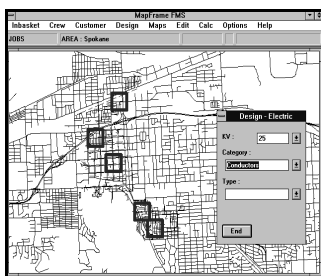 MapFrame FMS
Inbasket Crew Customer Design Maps Edit Calc Options Help
JOBS AREA : Spokane
Design - Electric
KV : 25
Category :
Conductors
Type :
End